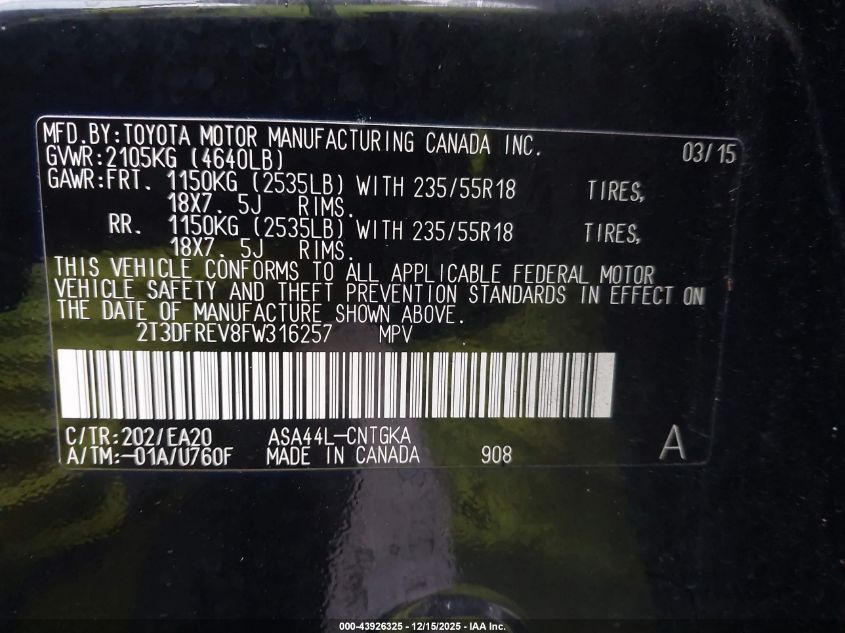 MFD.BY:TOYOTA MOTOR MANUFACTURING CANADA INC. 03/15
GVWR:2105KG (4640LB)
GAWR:FRT. 1150KG (2535LB) WITH 235/55R18 TIRES,
18X7. 5J RIMS.
RR. 1150KG (2535LB) WITH 235/55R18 TIRES,
18X7. 5J RIMS.
THIS VEHICLE CONFORMS TO ALL APPLICABLE FEDERAL MOTOR
VEHICLE SAFETY AND THEFT PREVENTION STANDARDS IN EFFECT ON
THE DATE OF MANUFACTURE SHOWN ABOVE.
2T3DFREV8FW316257 MPV
C/TR:202/EA20 ASA44L-CNTGKA A
A/TM:-01A/U760F MADE IN CANADA 908
000-43926325 - 12/15/2025 - IAA Inc.